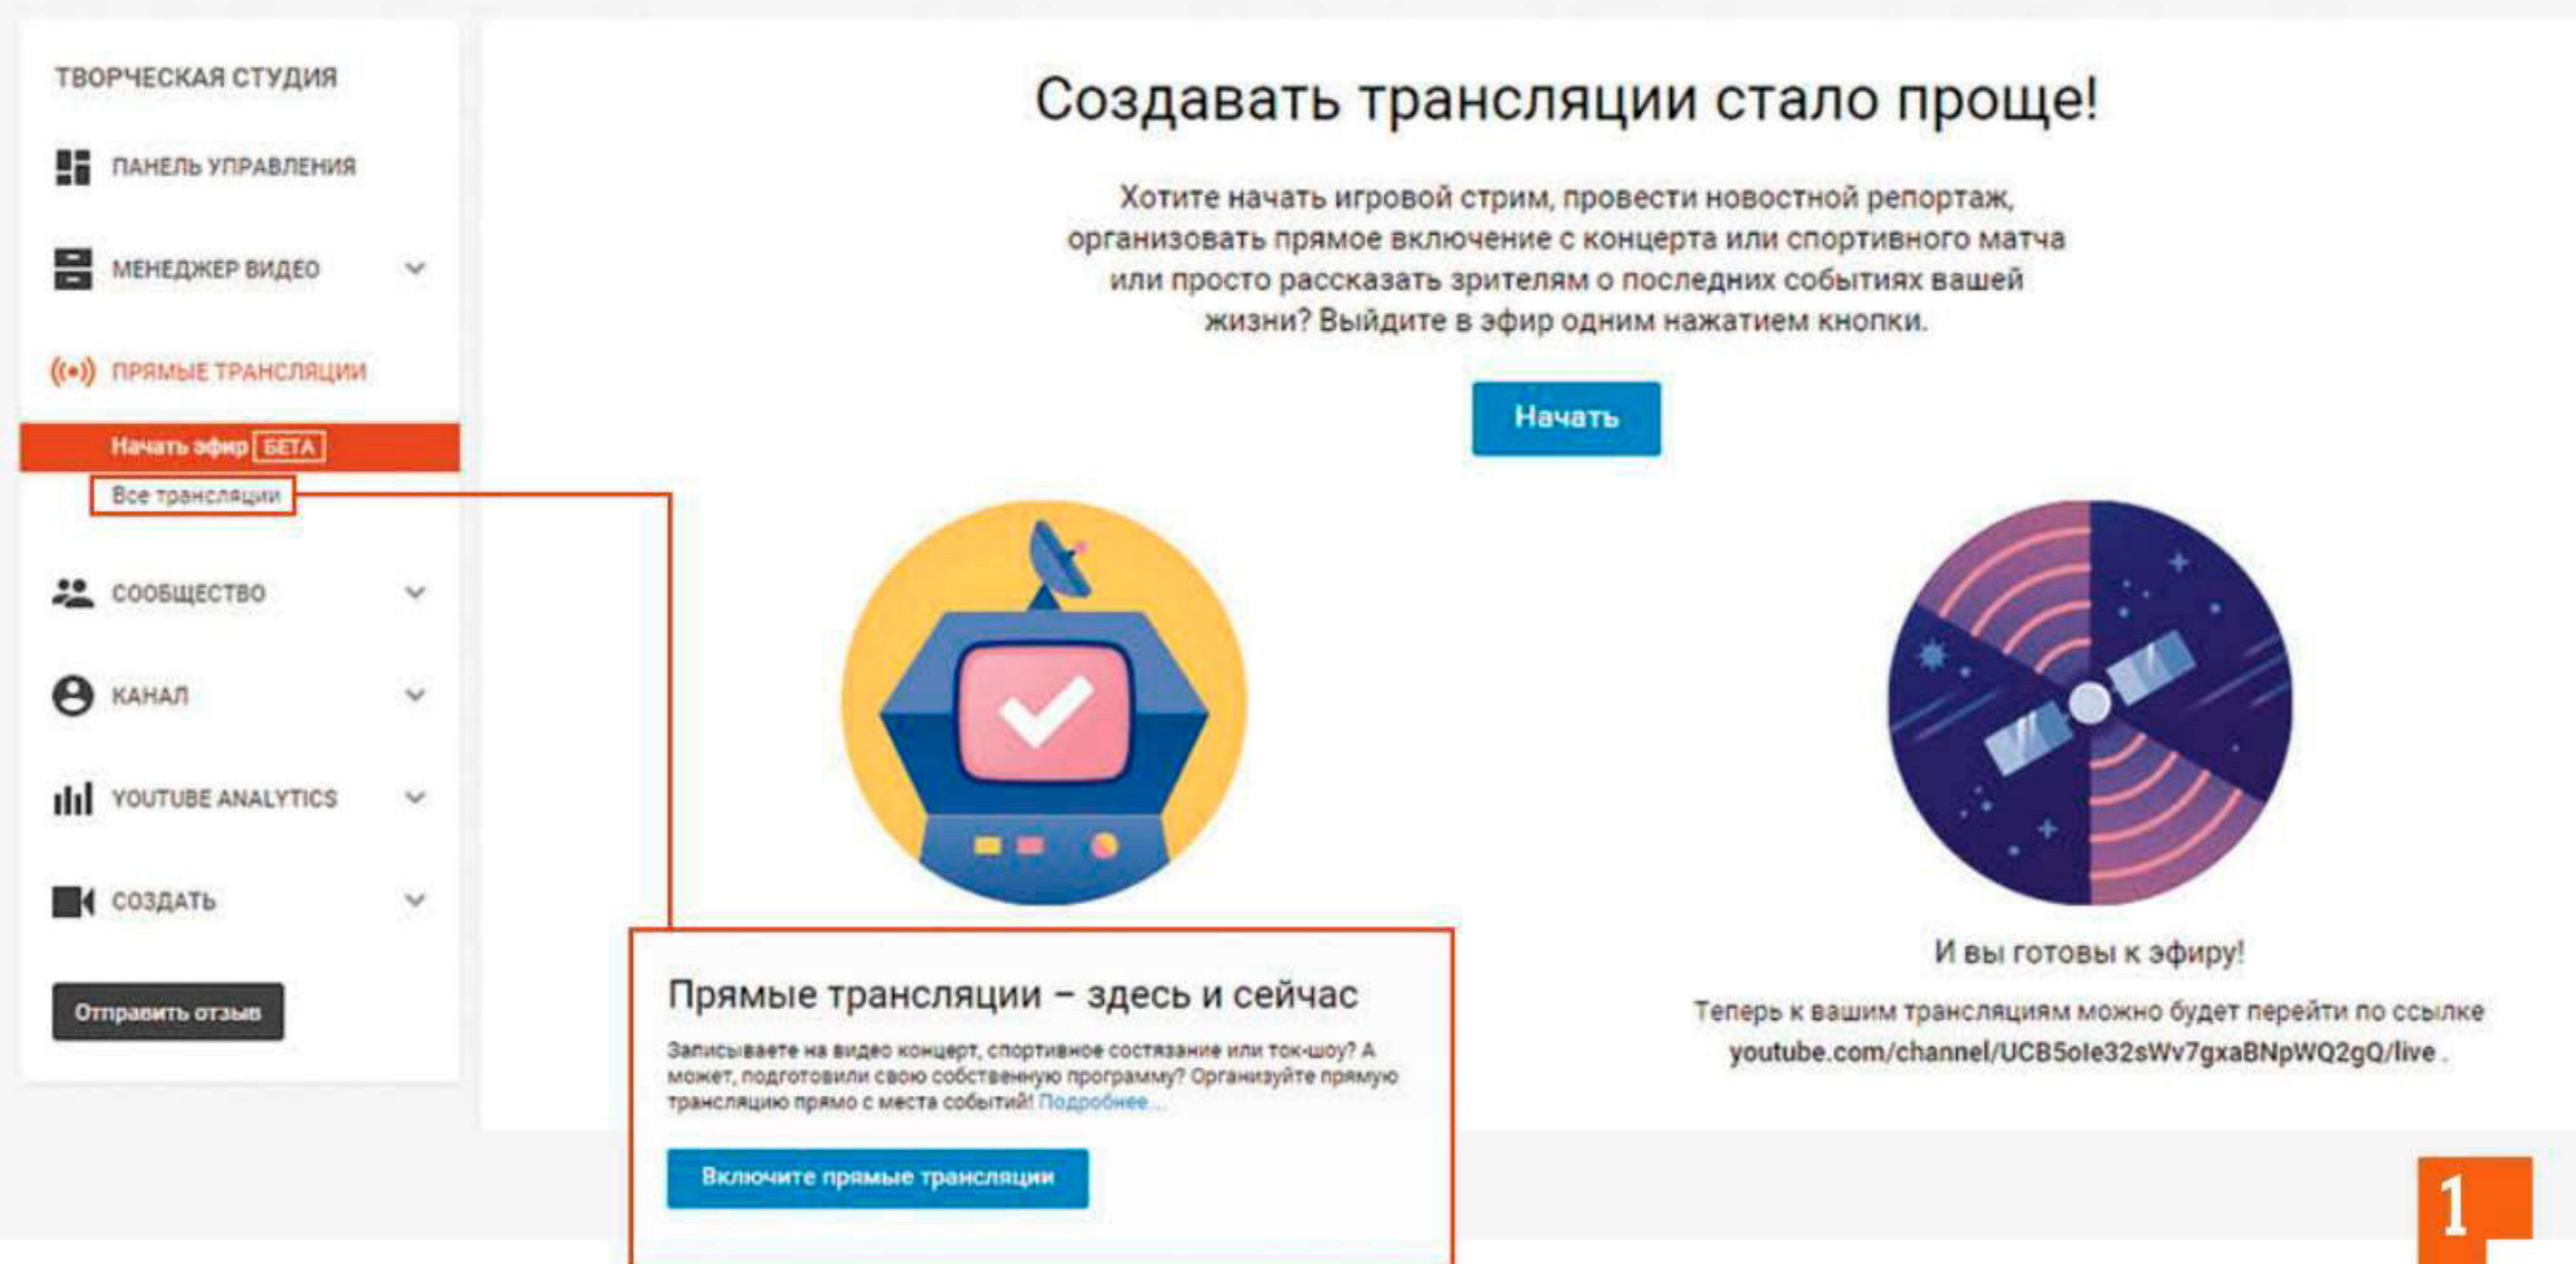 ТВОРЧЕСКАЯ СТУДИЯ
ПАНЕЛЬ УПРАВЛЕНИЯ
МЕНЕДЖЕР ВИДЕО
ПРЯМЫЕ ТРАНСЛЯЦИИ
Начать эфир БЕТА
Все трансляции
СООБЩЕСТВО
КАНАЛ
YOUTUBE ANALYTICS
СОЗДАТЬ
Отправить отзыв
Создавать трансляции стало проще!
Хотите начать игровой стрим, провести новостной репортаж,
организовать прямое включение с концерта или спортивного матча
или просто рассказать зрителям о последних событиях вашей
жизни? Выйдите в эфир одним нажатием кнопки.
Начать
Прямые трансляции – здесь и сейчас
Записываете на видео концерт, спортивное состязание или ток-шоу? А
может, подготовили свою собственную программу? Организуйте прямую
трансляцию прямо с места событий! Подробнее...
Включите прямые трансляции
И вы готовы к эфиру!
Теперь к вашим трансляциям можно будет перейти по ссылке
youtube.com/channel/UCB5oIe32sWv7gxaBNpWQ2gQ/live .
1